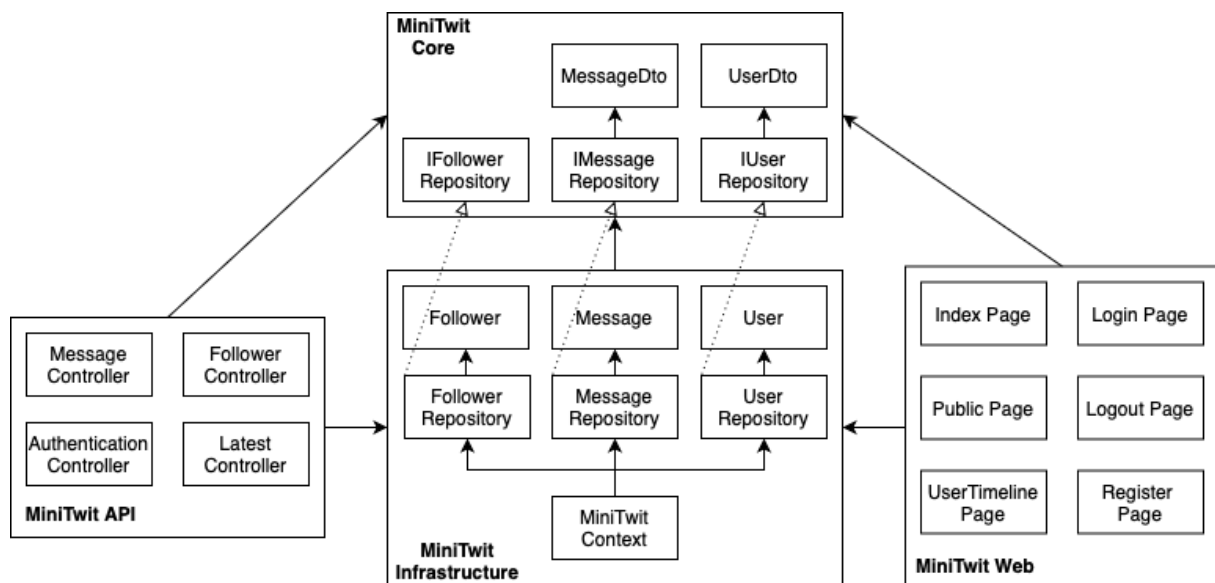 MiniTwit
Core
MessageDto
UserDto
IFollower
Repository
IMessage
Repository
IUser
Repository
Follower
Message
User
Follower
Repository
Message
Repository
User
Repository
MiniTwit
Context
MiniTwit
Infrastructure
Message
Controller
Follower
Controller
Authentication
Controller
Latest
Controller
MiniTwit API
Index Page
Login Page
Public Page
Logout Page
UserTimeline
Page
Register
Page
MiniTwit Web